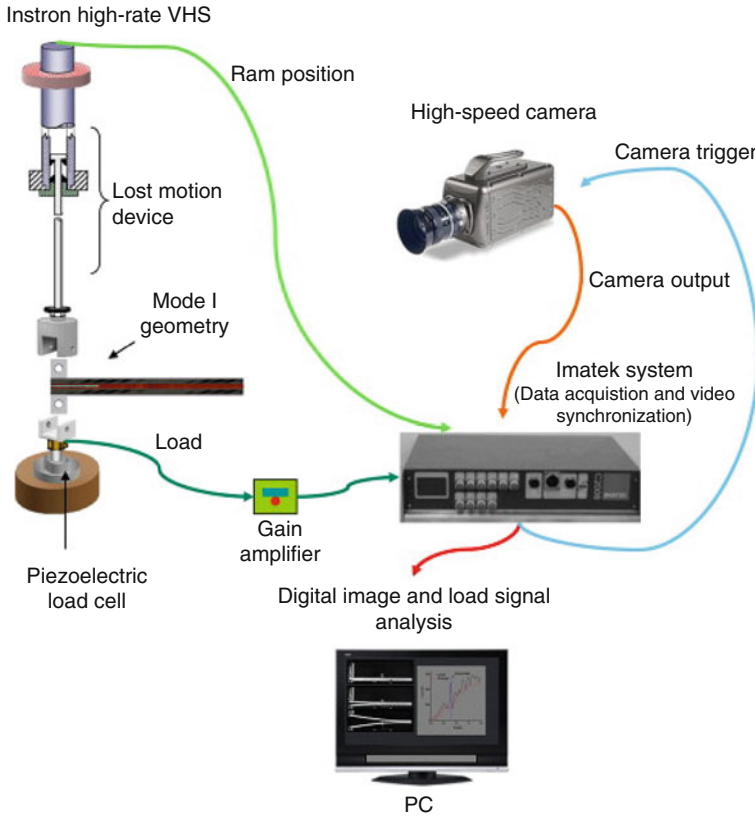 Instron high-rate VHS
Ram position
High-speed camera
Camera trigger
Lost motion
device
Camera output
Mode I
geometry
Imatek system
(Data acquistion and video
synchronization)
Load
Gain
amplifier
Piezoelectric
load cell
Digital image and load signal
analysis
PC